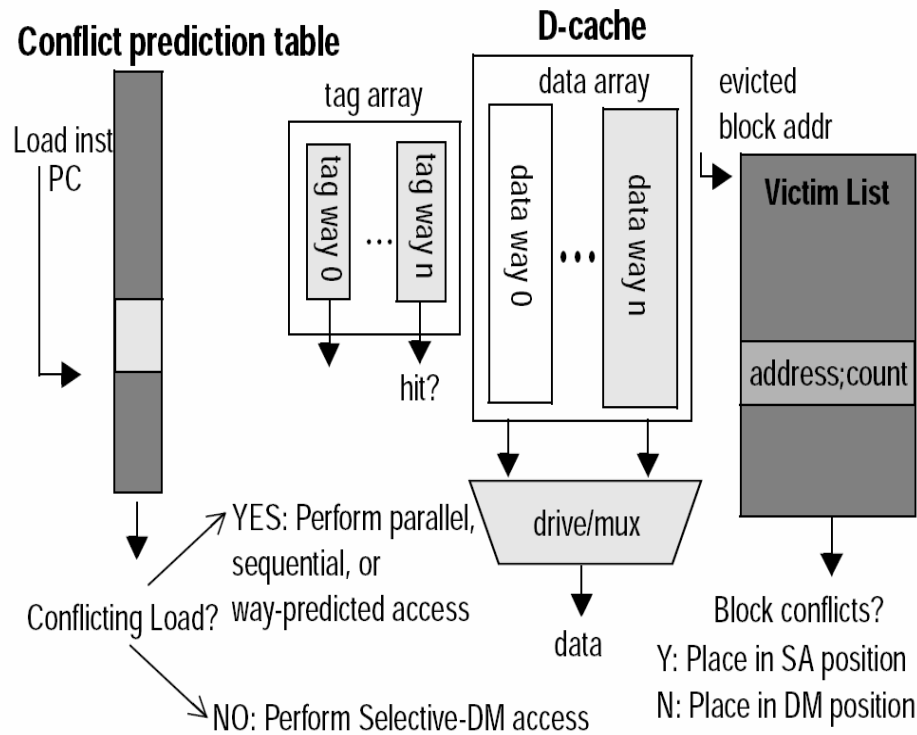 Conflict prediction table
D-cache
Load inst
PC
tag array
tag way 0
...
tag way n
hit?
data array
data way 0
...
data way n
evicted
block addr
Victim List
address;count
drive/mux
data
Conflicting Load?
YES: Perform parallel,
sequential, or
way-predicted access
NO: Perform Selective-DM access
Block conflicts?
Y: Place in SA position
N: Place in DM position